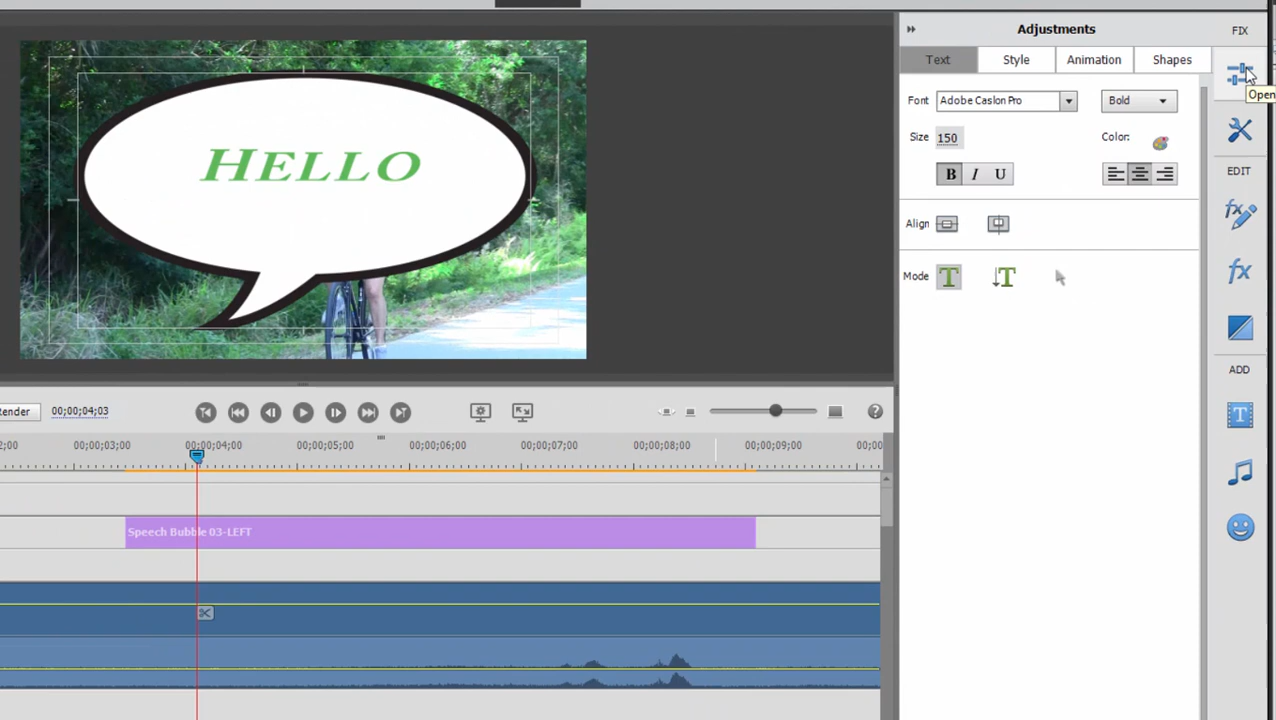 Adjustments
FIX
Text Style Animation Shapes
Open
Font Adobe Caslon Pro Bold
Size 150 Color:
B I U
EDIT
Align
Mode T T
HELLO
fx
fx
ADD
T
ender 00;00;04;03 ?
2;00 00;00;03;00 00;00;04;00 00;00;05;00 00;00;06;00 00;00;07;00 00;00;08;00 00;00;09;00 00;00
Speech Bubble 03-LEFT